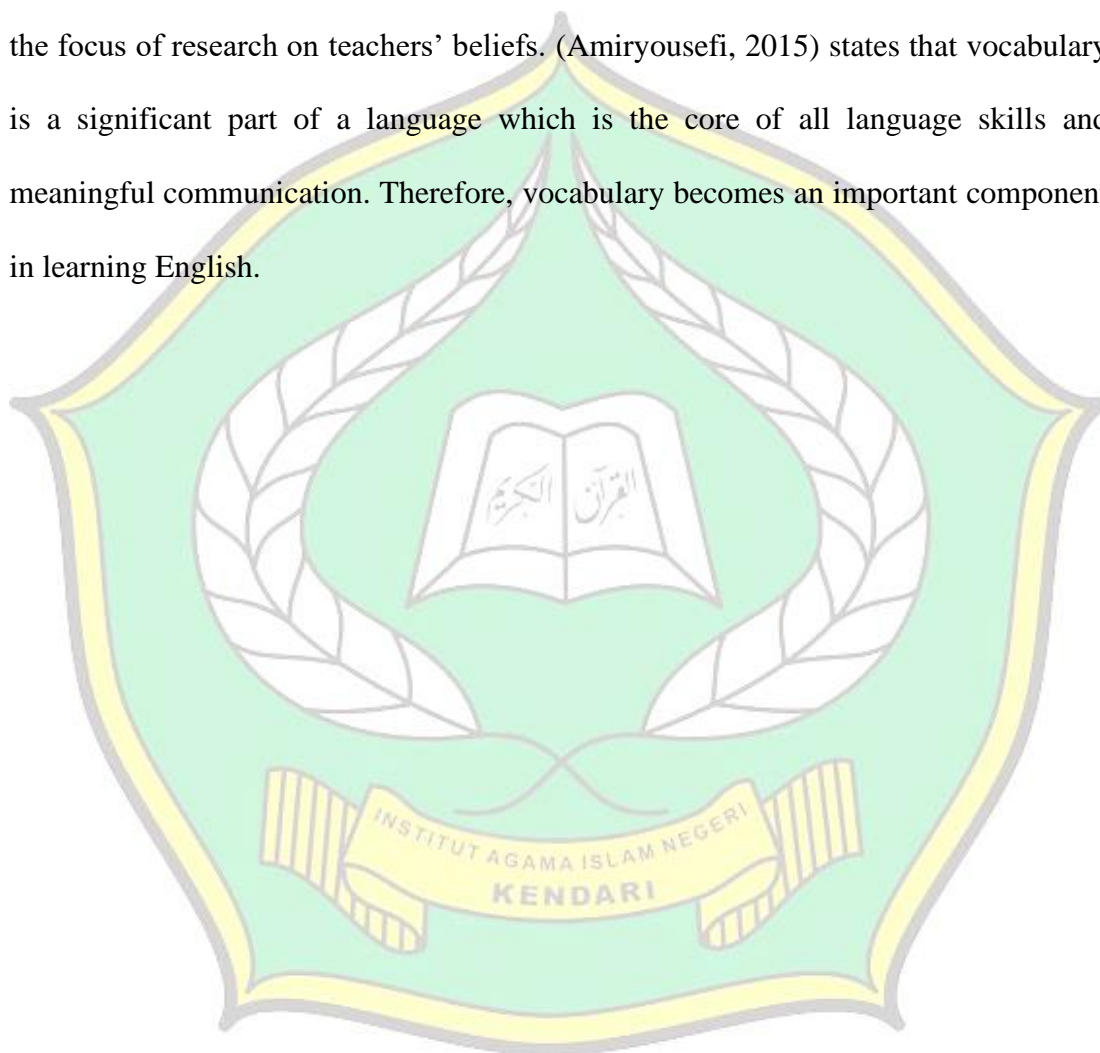 the focus of research on teachers’ beliefs. (Amiryousefi, 2015) states that vocabulary
is a significant part of a language which is the core of all language skills and
meaningful communication. Therefore, vocabulary becomes an important component
in learning English.
القرآن الكريم
INSTITUT AGAMA ISLAM NEGERI
KENDARI